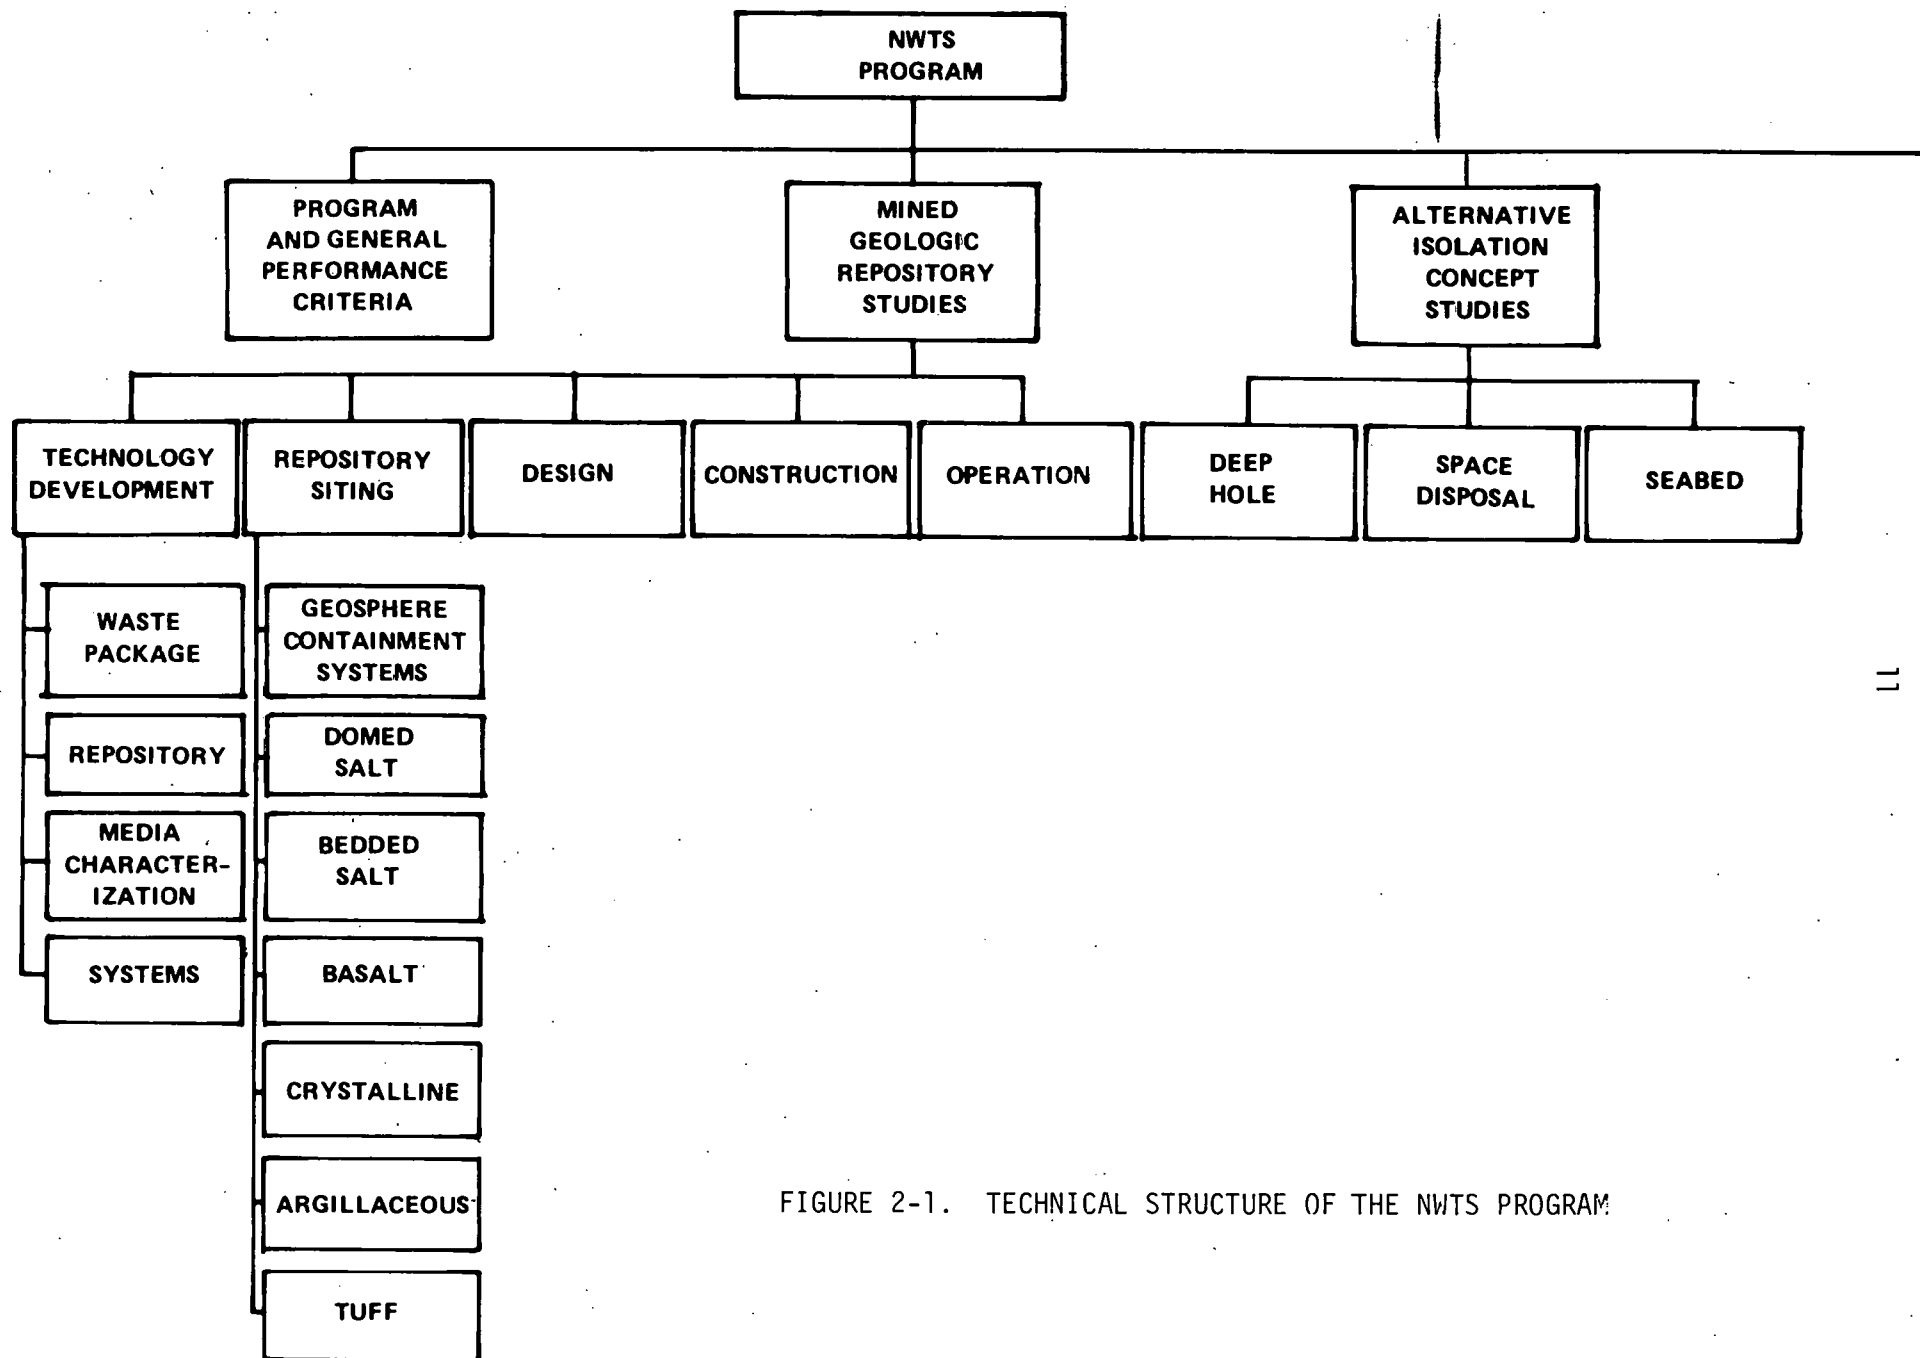 NWTS
PROGRAM
PROGRAM
AND GENERAL
PERFORMANCE
CRITERIA
MINED
GEOLOGIC
REPOSITORY
STUDIES
ALTERNATIVE
ISOLATION
CONCEPT
STUDIES
TECHNOLOGY
DEVELOPMENT
REPOSITORY
SITING
DESIGN
CONSTRUCTION
OPERATION
DEEP
HOLE
SPACE
DISPOSAL
SEABED
WASTE
PACKAGE
REPOSITORY
MEDIA
CHARACTER-
IZATION
SYSTEMS
GEOSPHERE
CONTAINMENT
SYSTEMS
DOMED
SALT
BEDDED
SALT
BASALT
CRYSTALLINE
ARGILLACEOUS
TUFF
11
FIGURE 2-1. TECHNICAL STRUCTURE OF THE NWTS PROGRAM